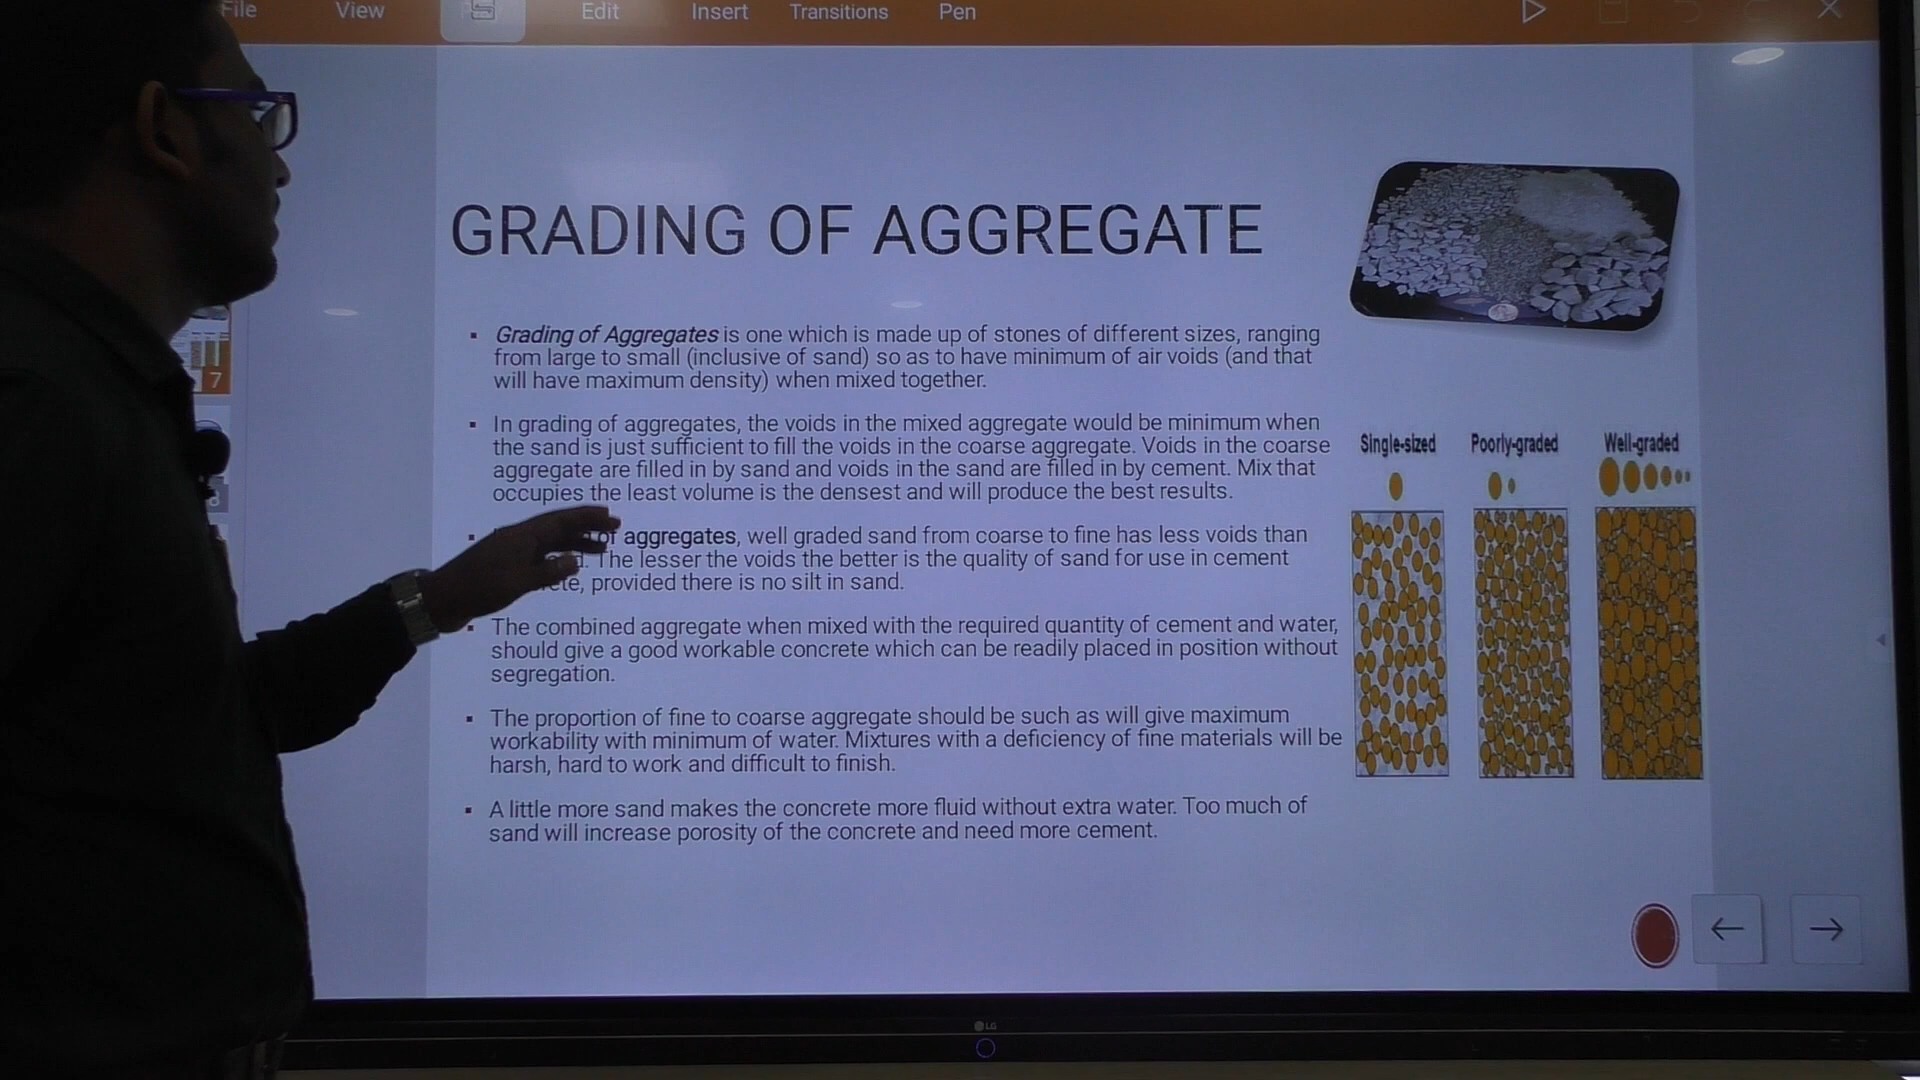 File View Edit Insert Transitions Pen
GRADING OF AGGREGATE
▪ Grading of Aggregates is one which is made up of stones of different sizes, ranging
from large to small (inclusive of sand) so as to have minimum of air voids (and that
will have maximum density) when mixed together.
▪ In grading of aggregates, the voids in the mixed aggregate would be minimum when
the sand is just sufficient to fill the voids in the coarse aggregate. Voids in the coarse
aggregate are filled in by sand and voids in the sand are filled in by cement. Mix that
occupies the least volume is the densest and will produce the best results.
▪ of aggregates, well graded sand from coarse to fine has less voids than
The lesser the voids the better is the quality of sand for use in cement
provided there is no silt in sand.
▪ The combined aggregate when mixed with the required quantity of cement and water,
should give a good workable concrete which can be readily placed in position without
segregation.
▪ The proportion of fine to coarse aggregate should be such as will give maximum
workability with minimum of water. Mixtures with a deficiency of fine materials will be
harsh, hard to work and difficult to finish.
▪ A little more sand makes the concrete more fluid without extra water. Too much of
sand will increase porosity of the concrete and need more cement.
Single-sized Poorly-graded Well-graded
7
LG